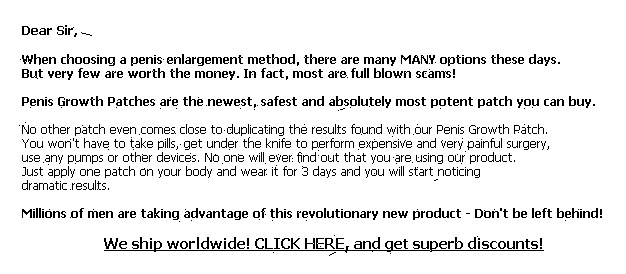 Dear Sir,
When choosing a penis enlargement method, there are many MANY options these days.
But very few are worth the money. In fact, most are full blown scams!
Penis Growth Patches are the newest, safest and absolutely most potent patch you can buy.
No other patch even comes close to duplicating the results found with our Penis Growth Patch.
You won't have to take pills, get under the knife to perform expensive and very painful surgery,
use any pumps or other devices. No one will ever find out that you are using our product.
Just apply one patch on your body and wear it for 3 days and you will start noticing
dramatic results.
Millions of men are taking advantage of this revolutionary new product - Don't be left behind!
We ship worldwide! CLICK HERE, and get superb discounts!